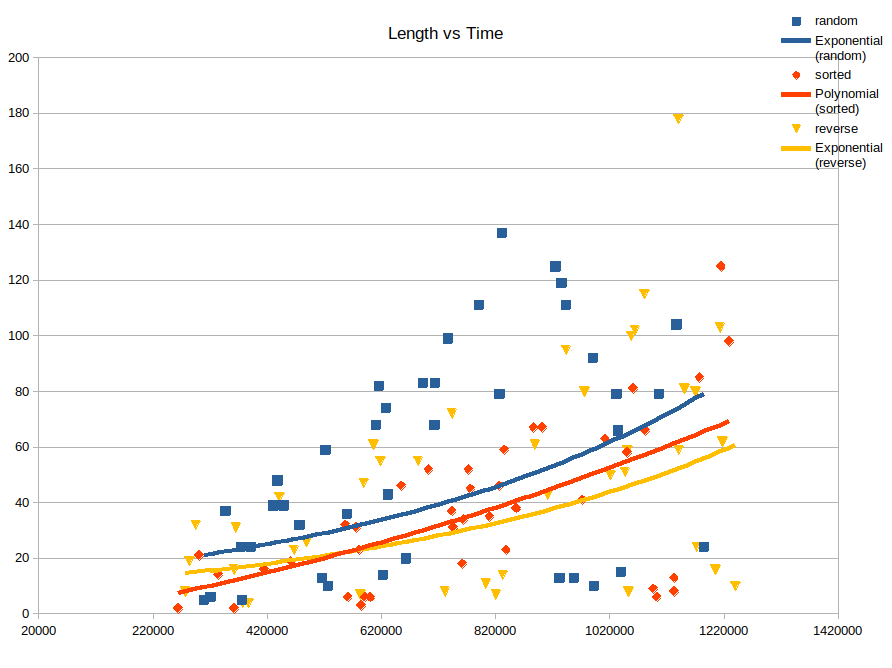 Length vs Time
random
Exponential
(random)
sorted
Polynomial
(sorted)
reverse
Exponential
(reverse)
200
180
160
140
120
100
80
60
40
20
0
20000 220000 420000 620000 820000 1020000 1220000 1420000